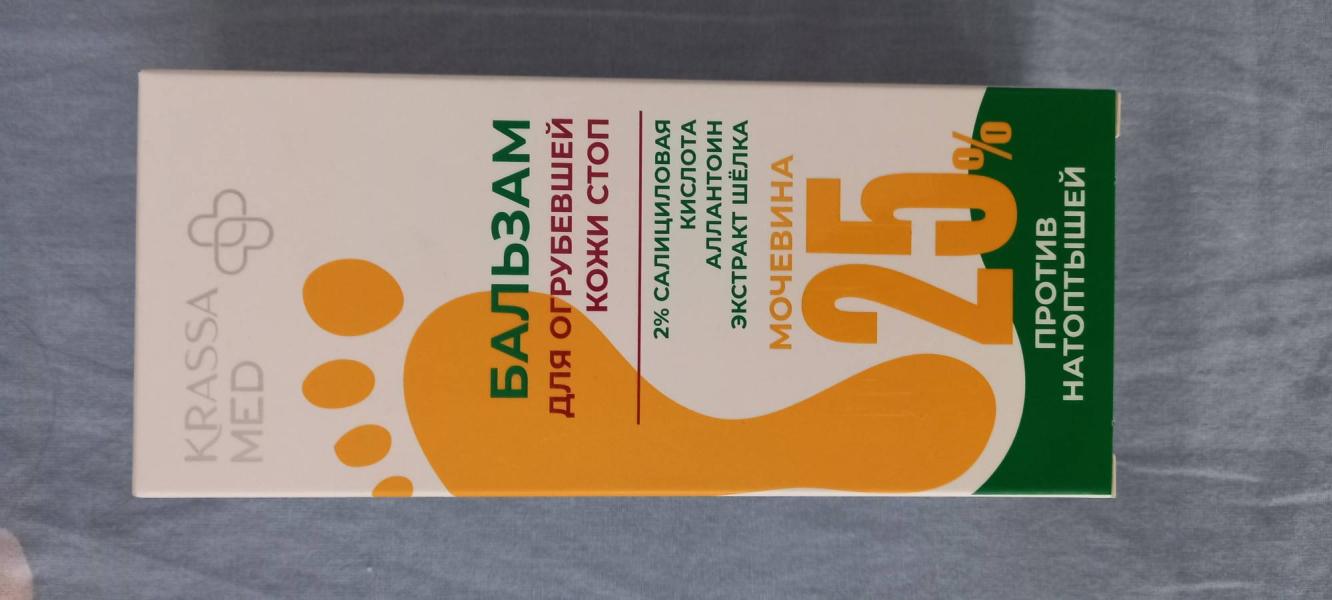 KRASSA
MED
БАЛЬЗАМ
ДЛЯ ОГРУБЕВШЕЙ
КОЖИ СТОП
2% САЛИЦИЛОВАЯ
КИСЛОТА
АЛЛАНТОИН
ЭКСТРАКТ ШЁЛКА
МОЧЕВИНА
25%
ПРОТИВ
НАТОПТЫШЕЙ